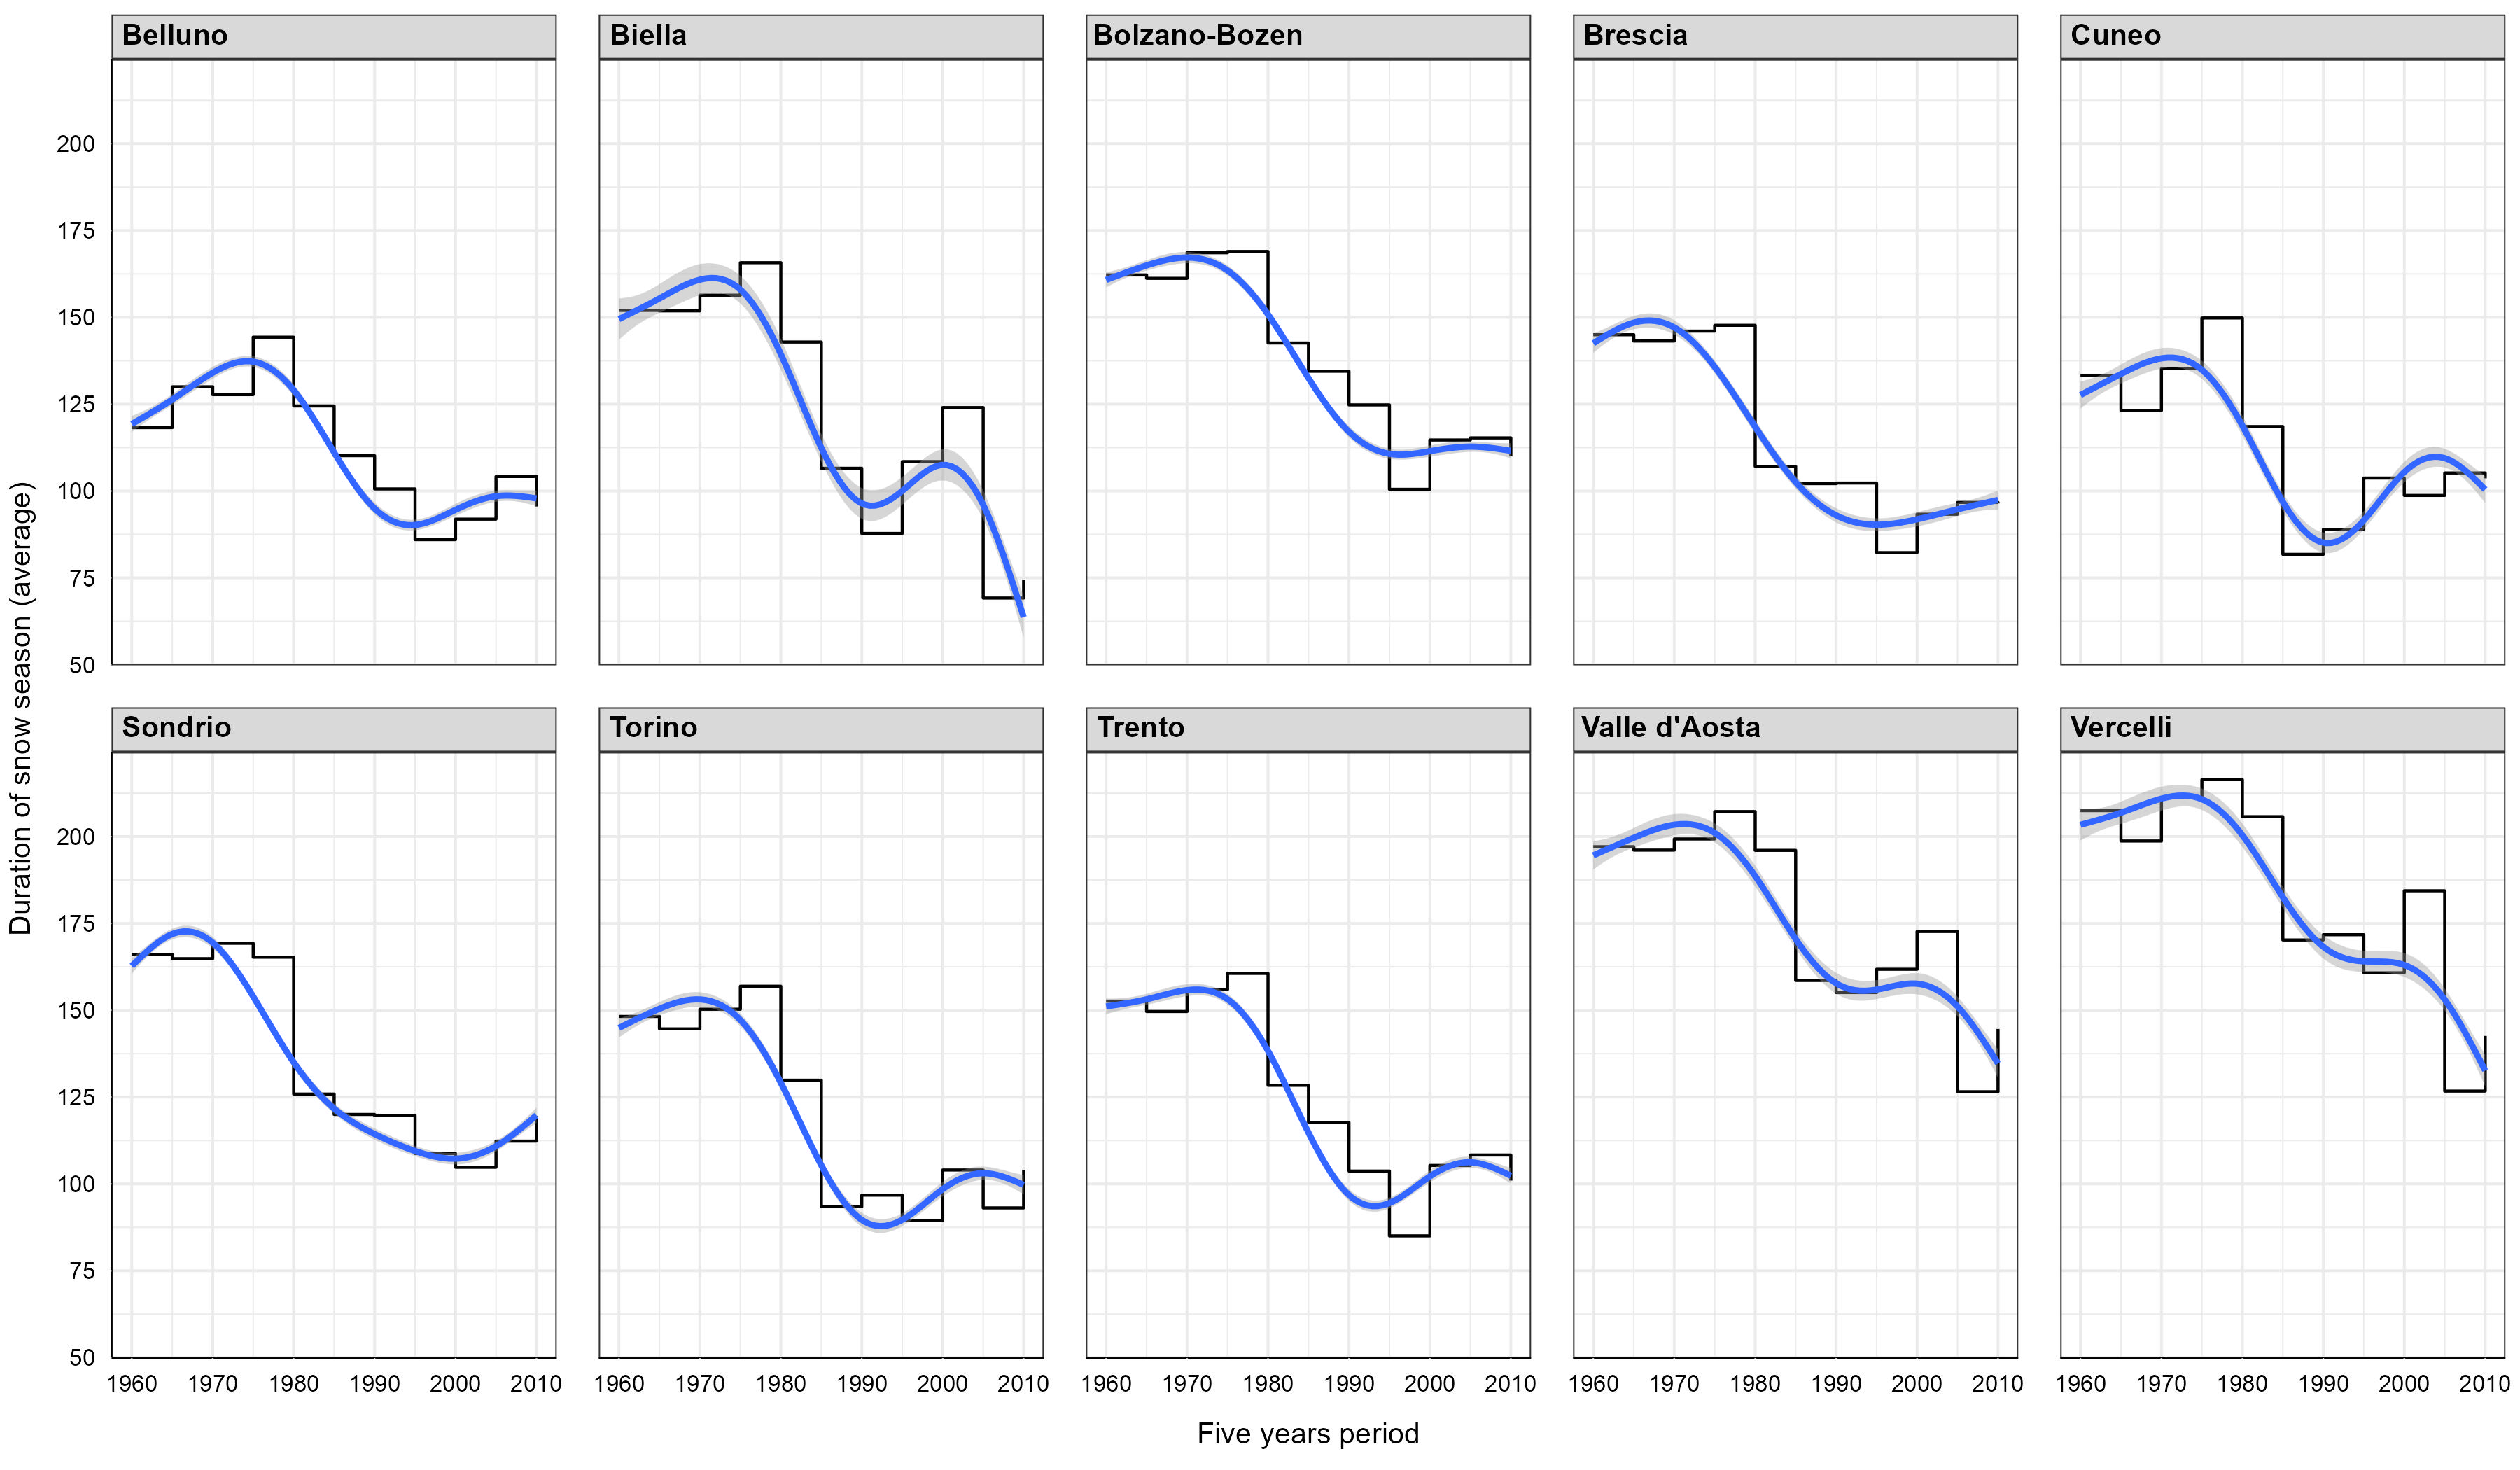 Belluno
Biella
Bolzano-Bozen
Brescia
Cuneo
200
175
150
125
100
75
50
Duration of snow season (average)
Sondrio
Torino
Trento
Valle d'Aosta
Vercelli
200
175
150
125
100
75
50
1960 1970 1980 1990 2000 2010
1960 1970 1980 1990 2000 2010
1960 1970 1980 1990 2000 2010
1960 1970 1980 1990 2000 2010
1960 1970 1980 1990 2000 2010
Five years period